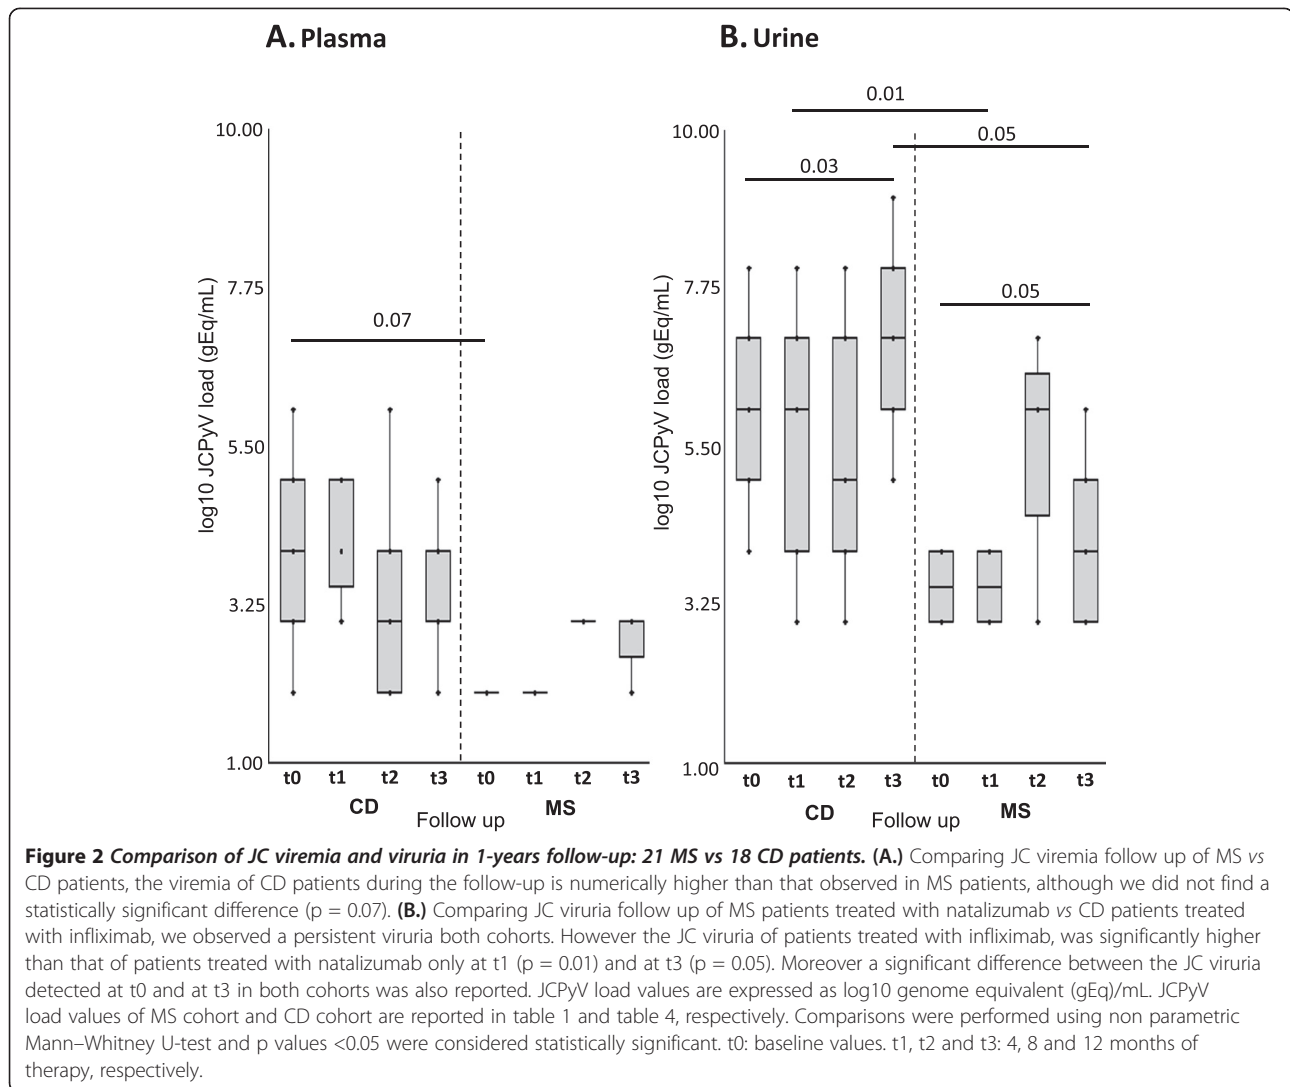 A. Plasma
log10 JCPyV load (gEq/mL)
10.00
7.75
5.50
3.25
1.00
0.07
t0 t1 t2 t3 t0 t1 t2 t3
CD MS
Follow up
B. Urine
log10 JCPyV load (gEq/mL)
10.00
7.75
5.50
3.25
1.00
0.01
0.05
0.03
0.05
t0 t1 t2 t3 t0 t1 t2 t3
CD MS
Follow up
Figure 2 Comparison of JC viremia and viruria in 1-years follow-up: 21 MS vs 18 CD patients. (A.) Comparing JC viremia follow up of MS vs
CD patients, the viremia of CD patients during the follow-up is numerically higher than that observed in MS patients, although we did not find a
statistically significant difference (p = 0.07). (B.) Comparing JC viruria follow up of MS patients treated with natalizumab vs CD patients treated
with infliximab, we observed a persistent viruria both cohorts. However the JC viruria of patients treated with infliximab, was significantly higher
than that of patients treated with natalizumab only at t1 (p = 0.01) and at t3 (p = 0.05). Moreover a significant difference between the JC viruria
detected at t0 and at t3 in both cohorts was also reported. JCPyV load values are expressed as log10 genome equivalent (gEq)/mL. JCPyV
load values of MS cohort and CD cohort are reported in table 1 and table 4, respectively. Comparisons were performed using non parametric
Mann–Whitney U-test and p values <0.05 were considered statistically significant. t0: baseline values. t1, t2 and t3: 4, 8 and 12 months of
therapy, respectively.